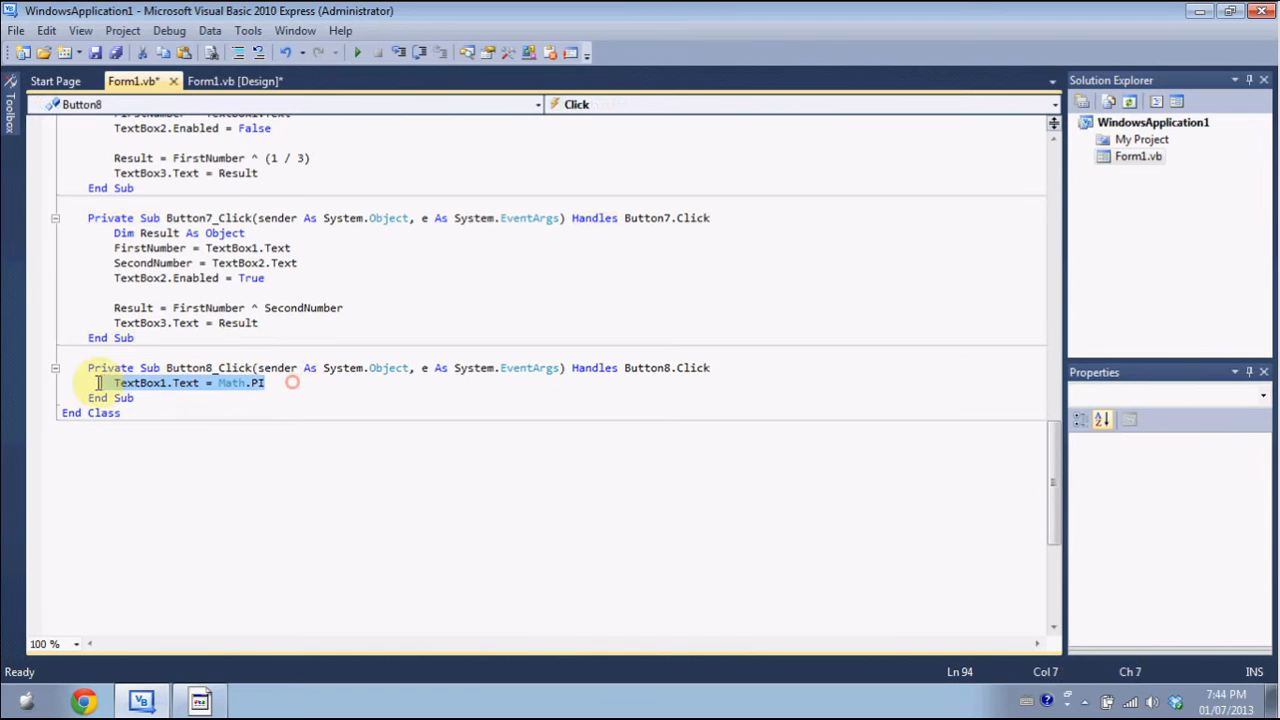 WindowsApplication1 - Microsoft Visual Basic 2010 Express (Administrator)
File Edit View Project Debug Data Tools Window Help
Start Page Form1.vb* Form1.vb [Design]*
Toolbox
Button8 Click
FirstNumber = TextBox1.Text
TextBox2.Enabled = False
Result = FirstNumber ^ (1 / 3)
TextBox3.Text = Result
End Sub
Private Sub Button7_Click(sender As System.Object, e As System.EventArgs) Handles Button7.Click
Dim Result As Object
FirstNumber = TextBox1.Text
SecondNumber = TextBox2.Text
TextBox2.Enabled = True
Result = FirstNumber ^ SecondNumber
TextBox3.Text = Result
End Sub
Private Sub Button8_Click(sender As System.Object, e As System.EventArgs) Handles Button8.Click
TextBox1.Text = Math.PI
End Sub
End Class
100 %
Solution Explorer
WindowsApplication1
My Project
Form1.vb
Properties
Ready Ln 94 Col 7 Ch 7 INS
VB
7:44 PM
01/07/2013